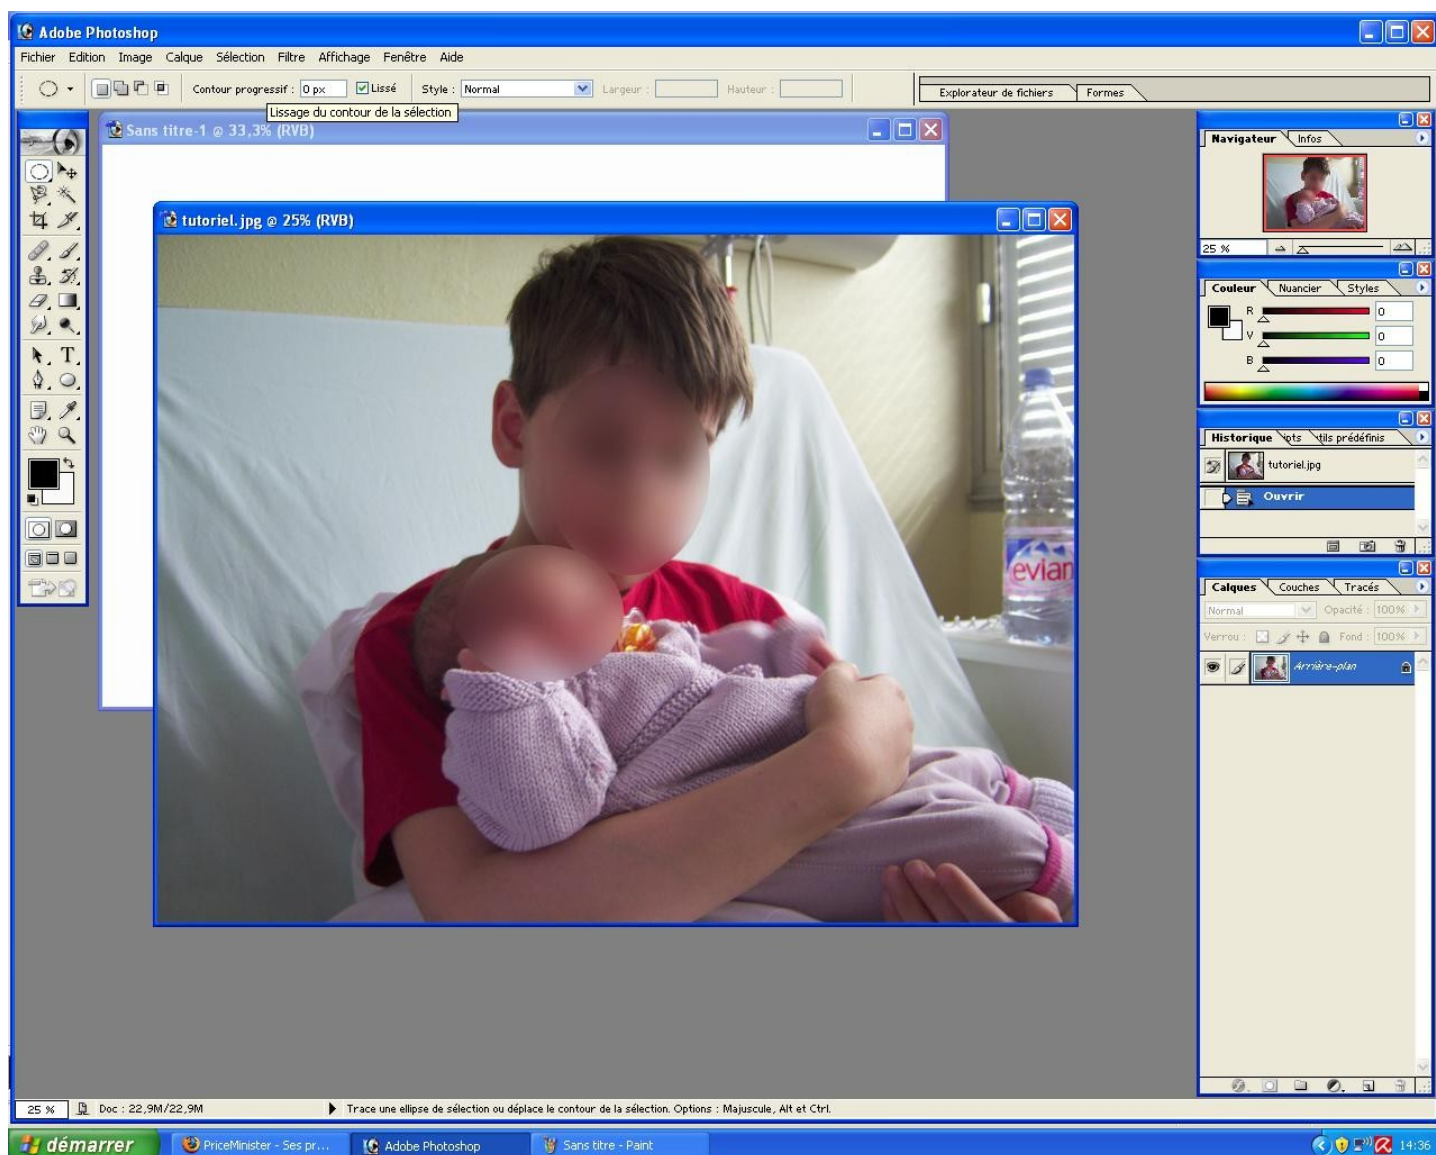 Adobe Photoshop
Fichier Edition Image Calque Sélection Filtre Affichage Fenêtre Aide
Contour progressif : 0 px Lissé Style : Normal Largeur : Hauteur : Explorateur de fichiers Formes
Lissage du contour de la sélection
Sans titre-1 @ 33,3% (RVB)
Navigateur Infos
tutoriel.jpg @ 25% (RVB)
25 %
Couleur Nuancier Styles
R 0
V 0
B 0
evian
Historique ipts utils prédéfinis
tutoriel.jpg
Ouvrir
Calques Couches Tracés
Normal Opacité : 100%
Verrou : Fond : 100%
Arrière-plan
T
25 % Doc : 22,9M/22,9M Trace une ellipse de sélection ou déplace le contour de la sélection. Options : Majuscule, Alt et Ctrl.
démarrer PriceMinister - Ses pr... Adobe Photoshop Sans titre - Paint 14:36